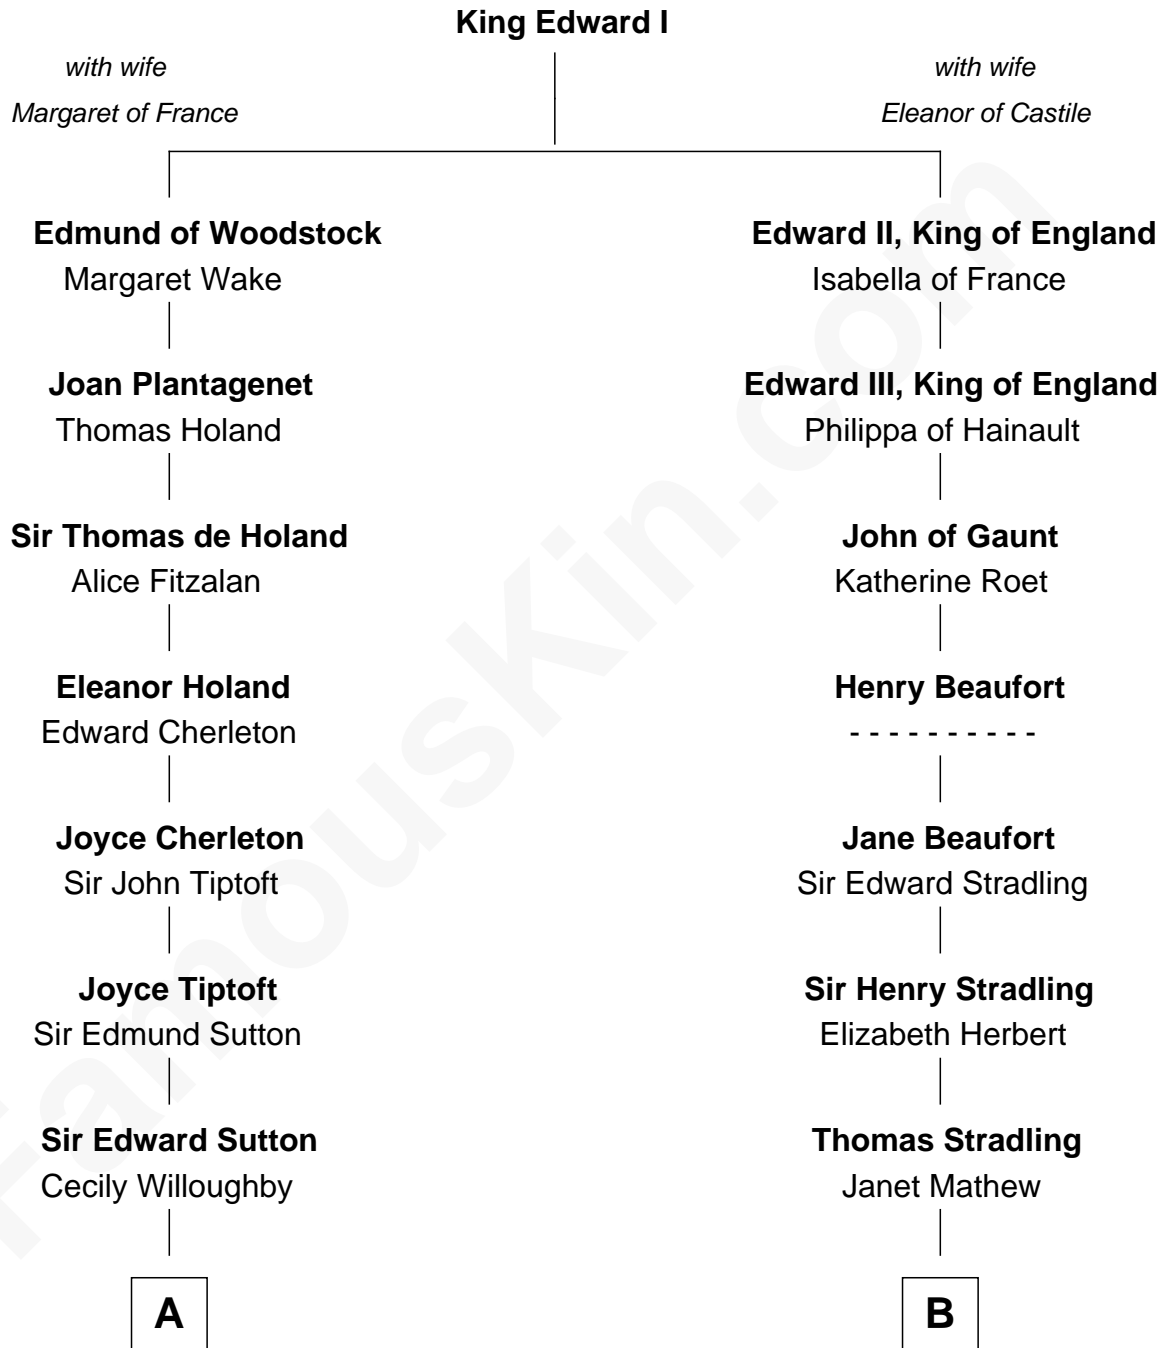 King Edward I
with wife
Margaret of France
with wife
Eleanor of Castile
Edmund of Woodstock
Margaret Wake
Edward II, King of England
Isabella of France
Joan Plantagenet
Thomas Holand
Edward III, King of England
Philippa of Hainault
Sir Thomas de Holand
Alice Fitzalan
John of Gaunt
Katherine Roet
Eleanor Holand
Edward Cherleton
Henry Beaufort
- - - - - - - - - -
Joyce Cherleton
Sir John Tiptoft
Jane Beaufort
Sir Edward Stradling
Joyce Tiptoft
Sir Edmund Sutton
Sir Henry Stradling
Elizabeth Herbert
Sir Edward Sutton
Cecily Willoughby
Thomas Stradling
Janet Mathew
A
B
FamousKin.com